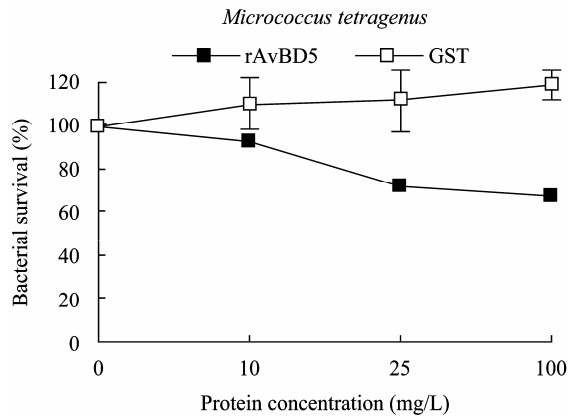 Micrococcus tetragenus
rAvBD5 GST
120
100
80
60
40
20
0
0 10 25 100
Bacterial survival (%)
Protein concentration (mg/L)